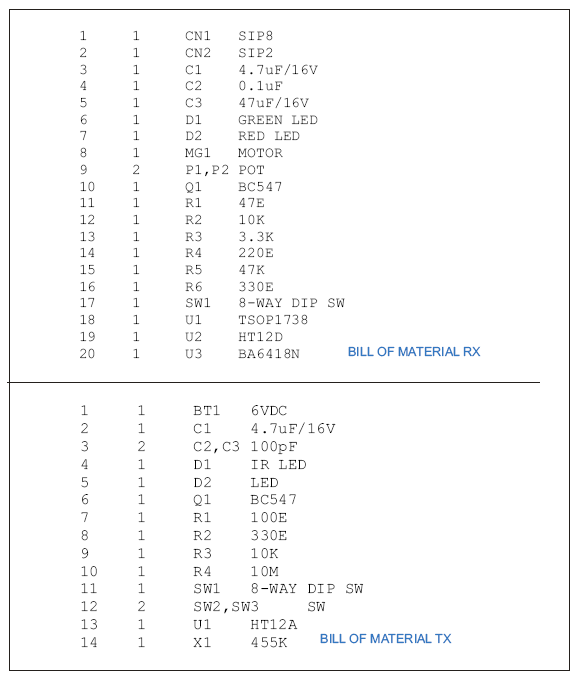 1 1 CN1 SIP8
2 1 CN2 SIP2
3 1 C1 4.7uF/16V
4 1 C2 0.1uF
5 1 C3 47uF/16V
6 1 D1 GREEN LED
7 1 D2 RED LED
8 1 MG1 MOTOR
9 2 P1,P2 POT
10 1 Q1 BC547
11 1 R1 47E
12 1 R2 10K
13 1 R3 3.3K
14 1 R4 220E
15 1 R5 47K
16 1 R6 330E
17 1 SW1 8-WAY DIP SW
18 1 U1 TSOP1738
19 1 U2 HT12D
20 1 U3 BA6418N BILL OF MATERIAL RX
1 1 BT1 6VDC
2 1 C1 4.7uF/16V
3 2 C2,C3 100pF
4 1 D1 IR LED
5 1 D2 LED
6 1 Q1 BC547
7 1 R1 100E
8 1 R2 330E
9 1 R3 10K
10 1 R4 10M
11 1 SW1 8-WAY DIP SW
12 2 SW2,SW3 SW
13 1 U1 HT12A
14 1 X1 455K BILL OF MATERIAL TX